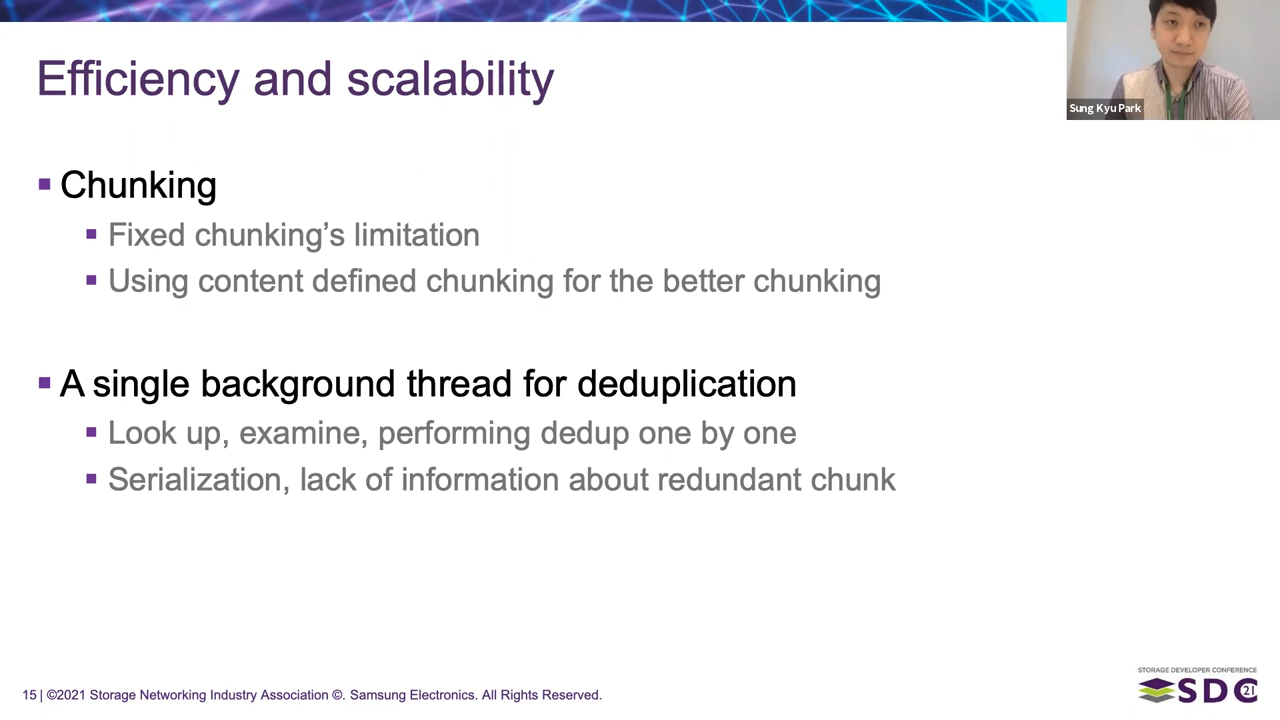 Efficiency and scalability
Sung Kyu Park
Chunking
Fixed chunking’s limitation
Using content defined chunking for the better chunking
A single background thread for deduplication
Look up, examine, performing dedup one by one
Serialization, lack of information about redundant chunk
15 | ©2021 Storage Networking Industry Association ©. Samsung Electronics. All Rights Reserved.
STORAGE DEVELOPER CONFERENCE
SDC 21